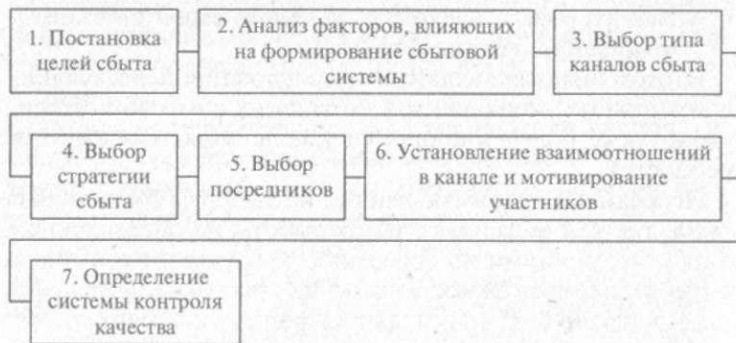 1. Постановка
целей сбыта
2. Анализ факторов, влияющих
на формирование сбытовой
системы
3. Выбор типа
каналов сбыта
4. Выбор
стратегии
сбыта
5. Выбор
посредников
6. Установление взаимоотношений
в канале и мотивирование
участников
7. Определение
системы контроля
качества